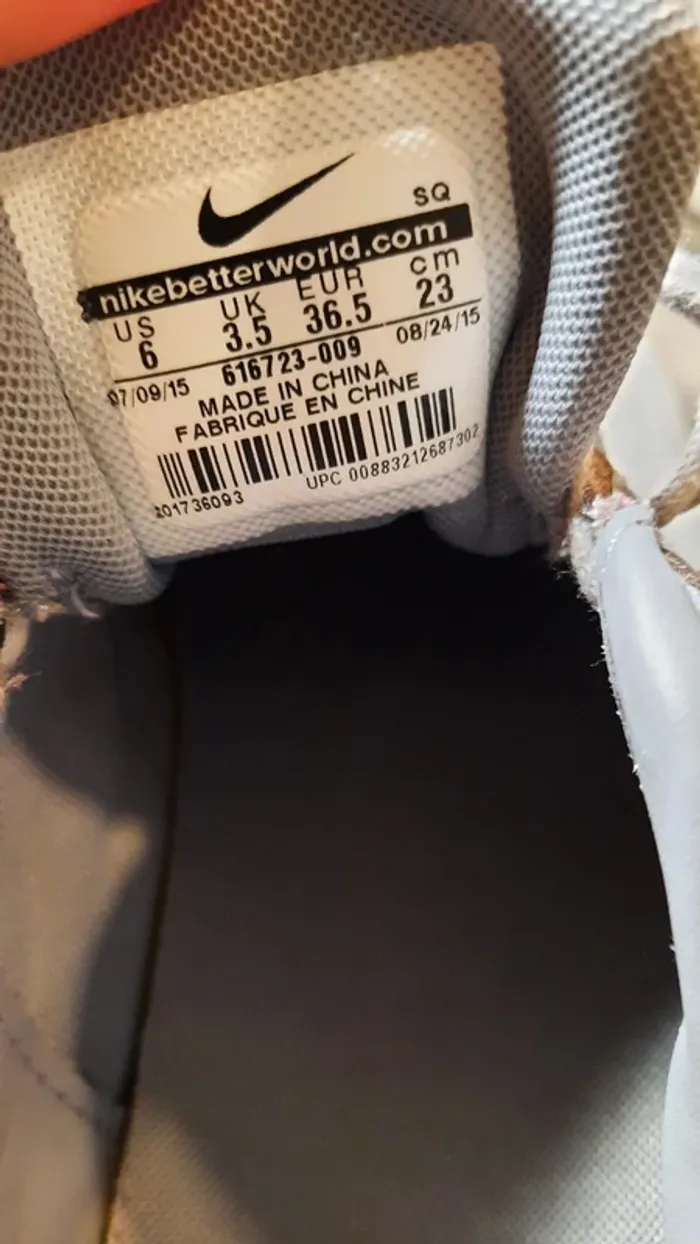 SQ
nikebetterworld.com
US UK EUR cm
6 3.5 36.5 23
07/09/15 616723-009 08/24/15
MADE IN CHINA
FABRIQUE EN CHINE
201736093 UPC 00883212687302